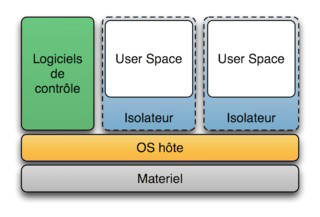 Logiciels
de
contrôle
User Space
User Space
Isolateur
Isolateur
OS hôte
Materiel